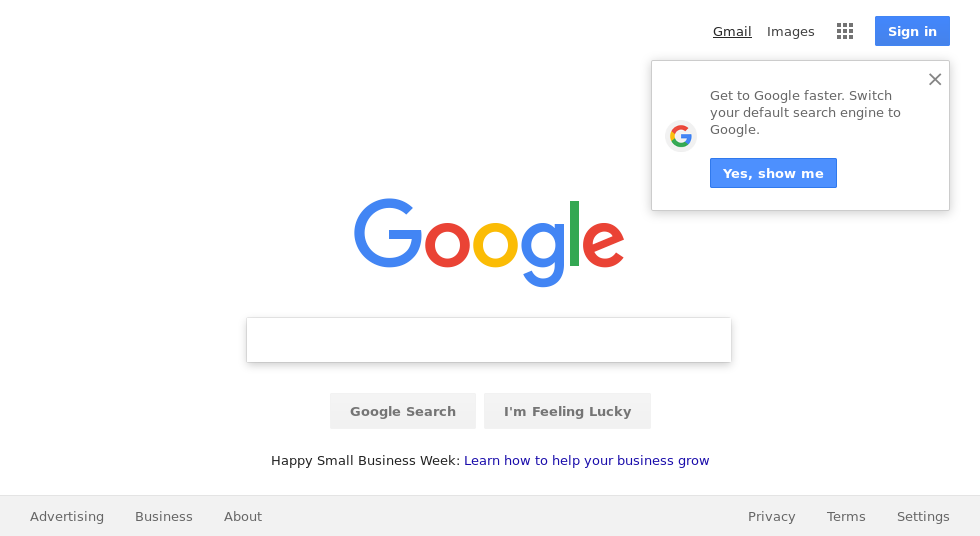 Gmail Images Sign in
Get to Google faster. Switch
your default search engine to
Google.
Yes, show me
Google
Google Search I'm Feeling Lucky
Happy Small Business Week: Learn how to help your business grow
Advertising Business About Privacy Terms Settings